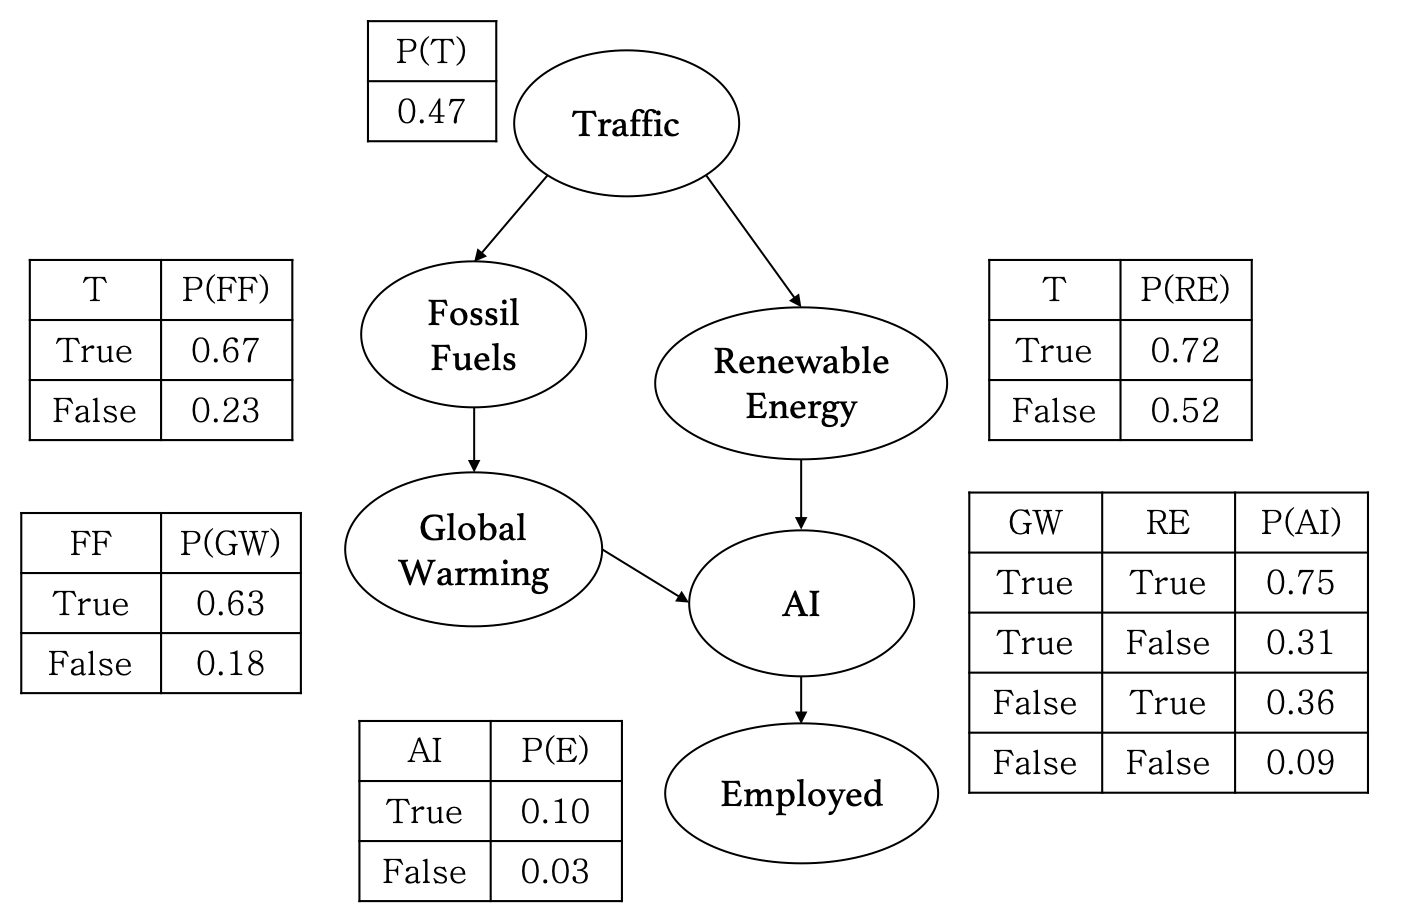 P(T)
0.47
Traffic
T P(FF)
True 0.67
False 0.23
Fossil
Fuels
Renewable
Energy
T P(RE)
True 0.72
False 0.52
FF P(GW)
True 0.63
False 0.18
Global
Warming
AI
GW RE P(AI)
True True 0.75
True False 0.31
False True 0.36
False False 0.09
AI P(E)
True 0.10
False 0.03
Employed